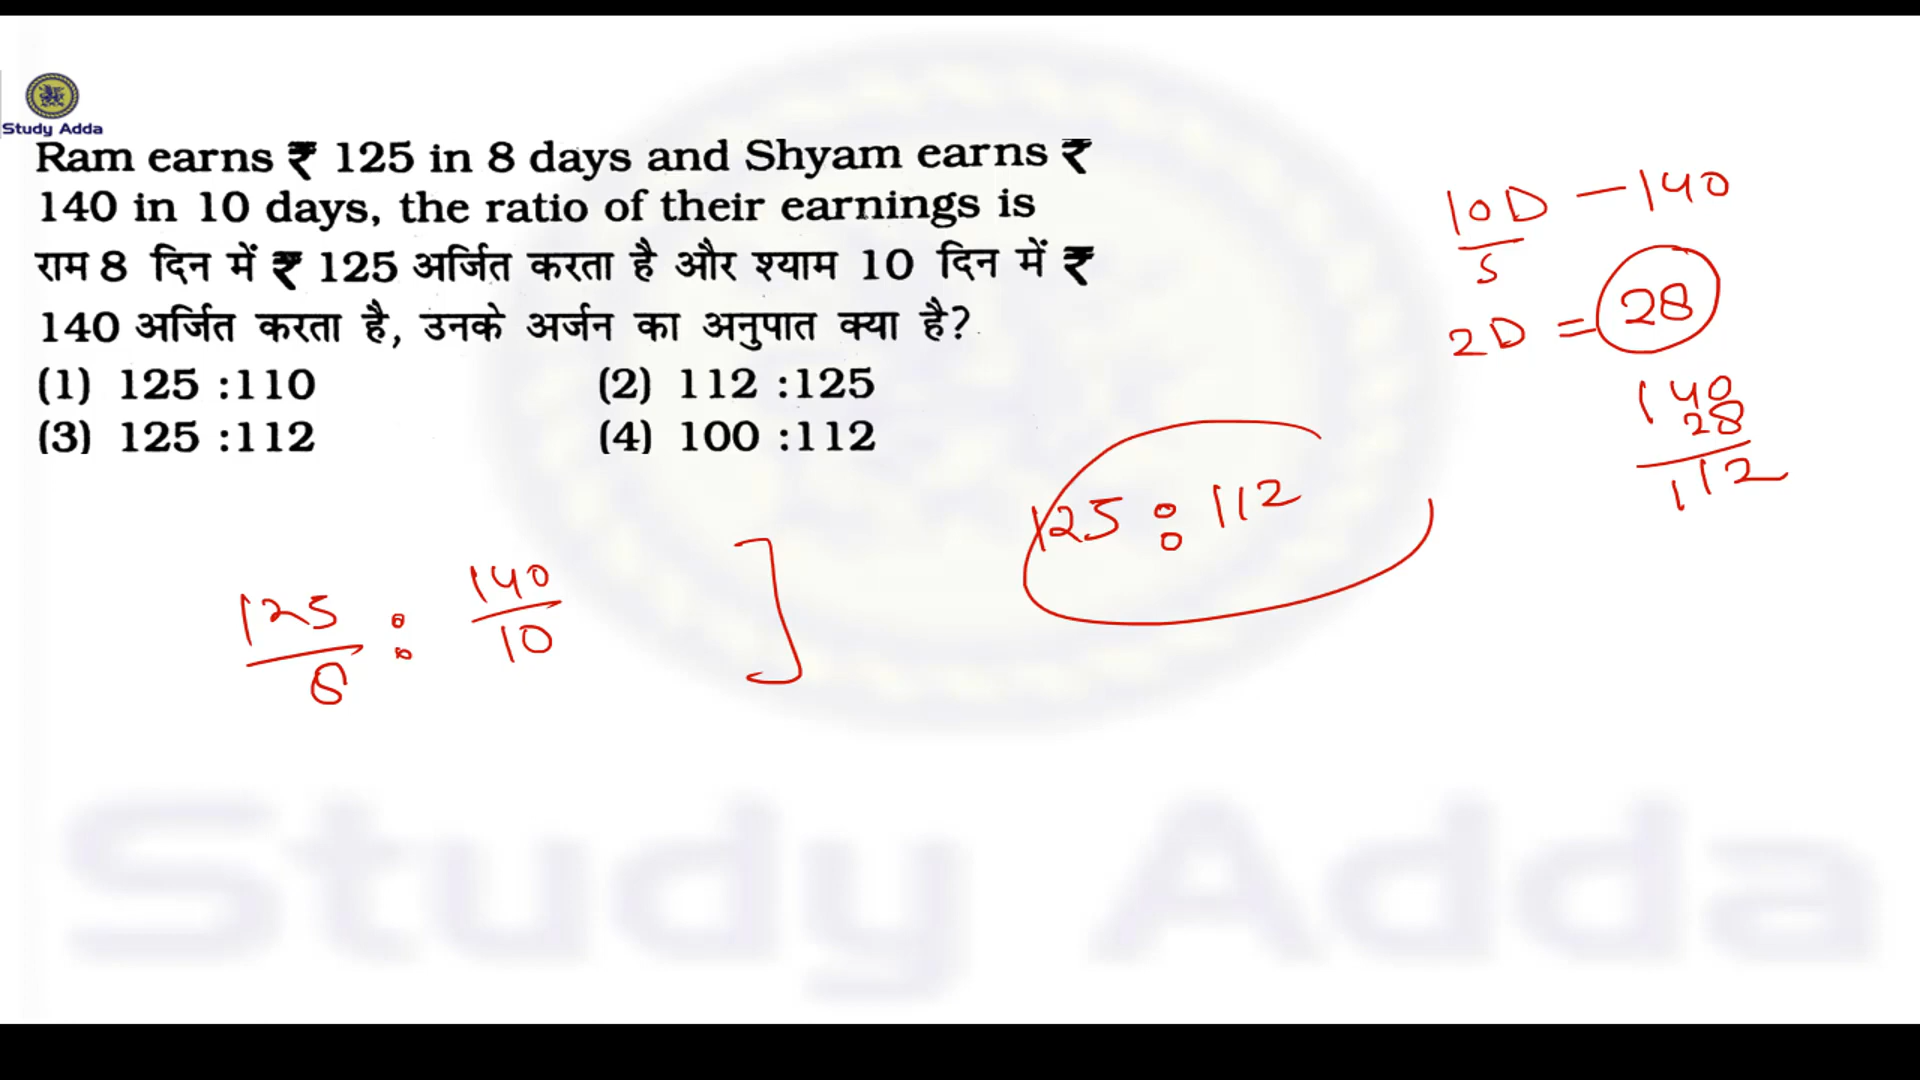 Study Adda
Ram earns ₹ 125 in 8 days and Shyam earns ₹
140 in 10 days, the ratio of their earnings is
राम 8 दिन में ₹ 125 अर्जित करता है और श्याम 10 दिन में ₹
140 अर्जित करता है, उनके अर्जन का अनुपात क्या है?
(1) 125 :110 (2) 112 :125
(3) 125 :112 (4) 100 :112
10D — 140
5
2D = 28
140
28
112
125 : 112
125 : 140
8 10
Study Adda